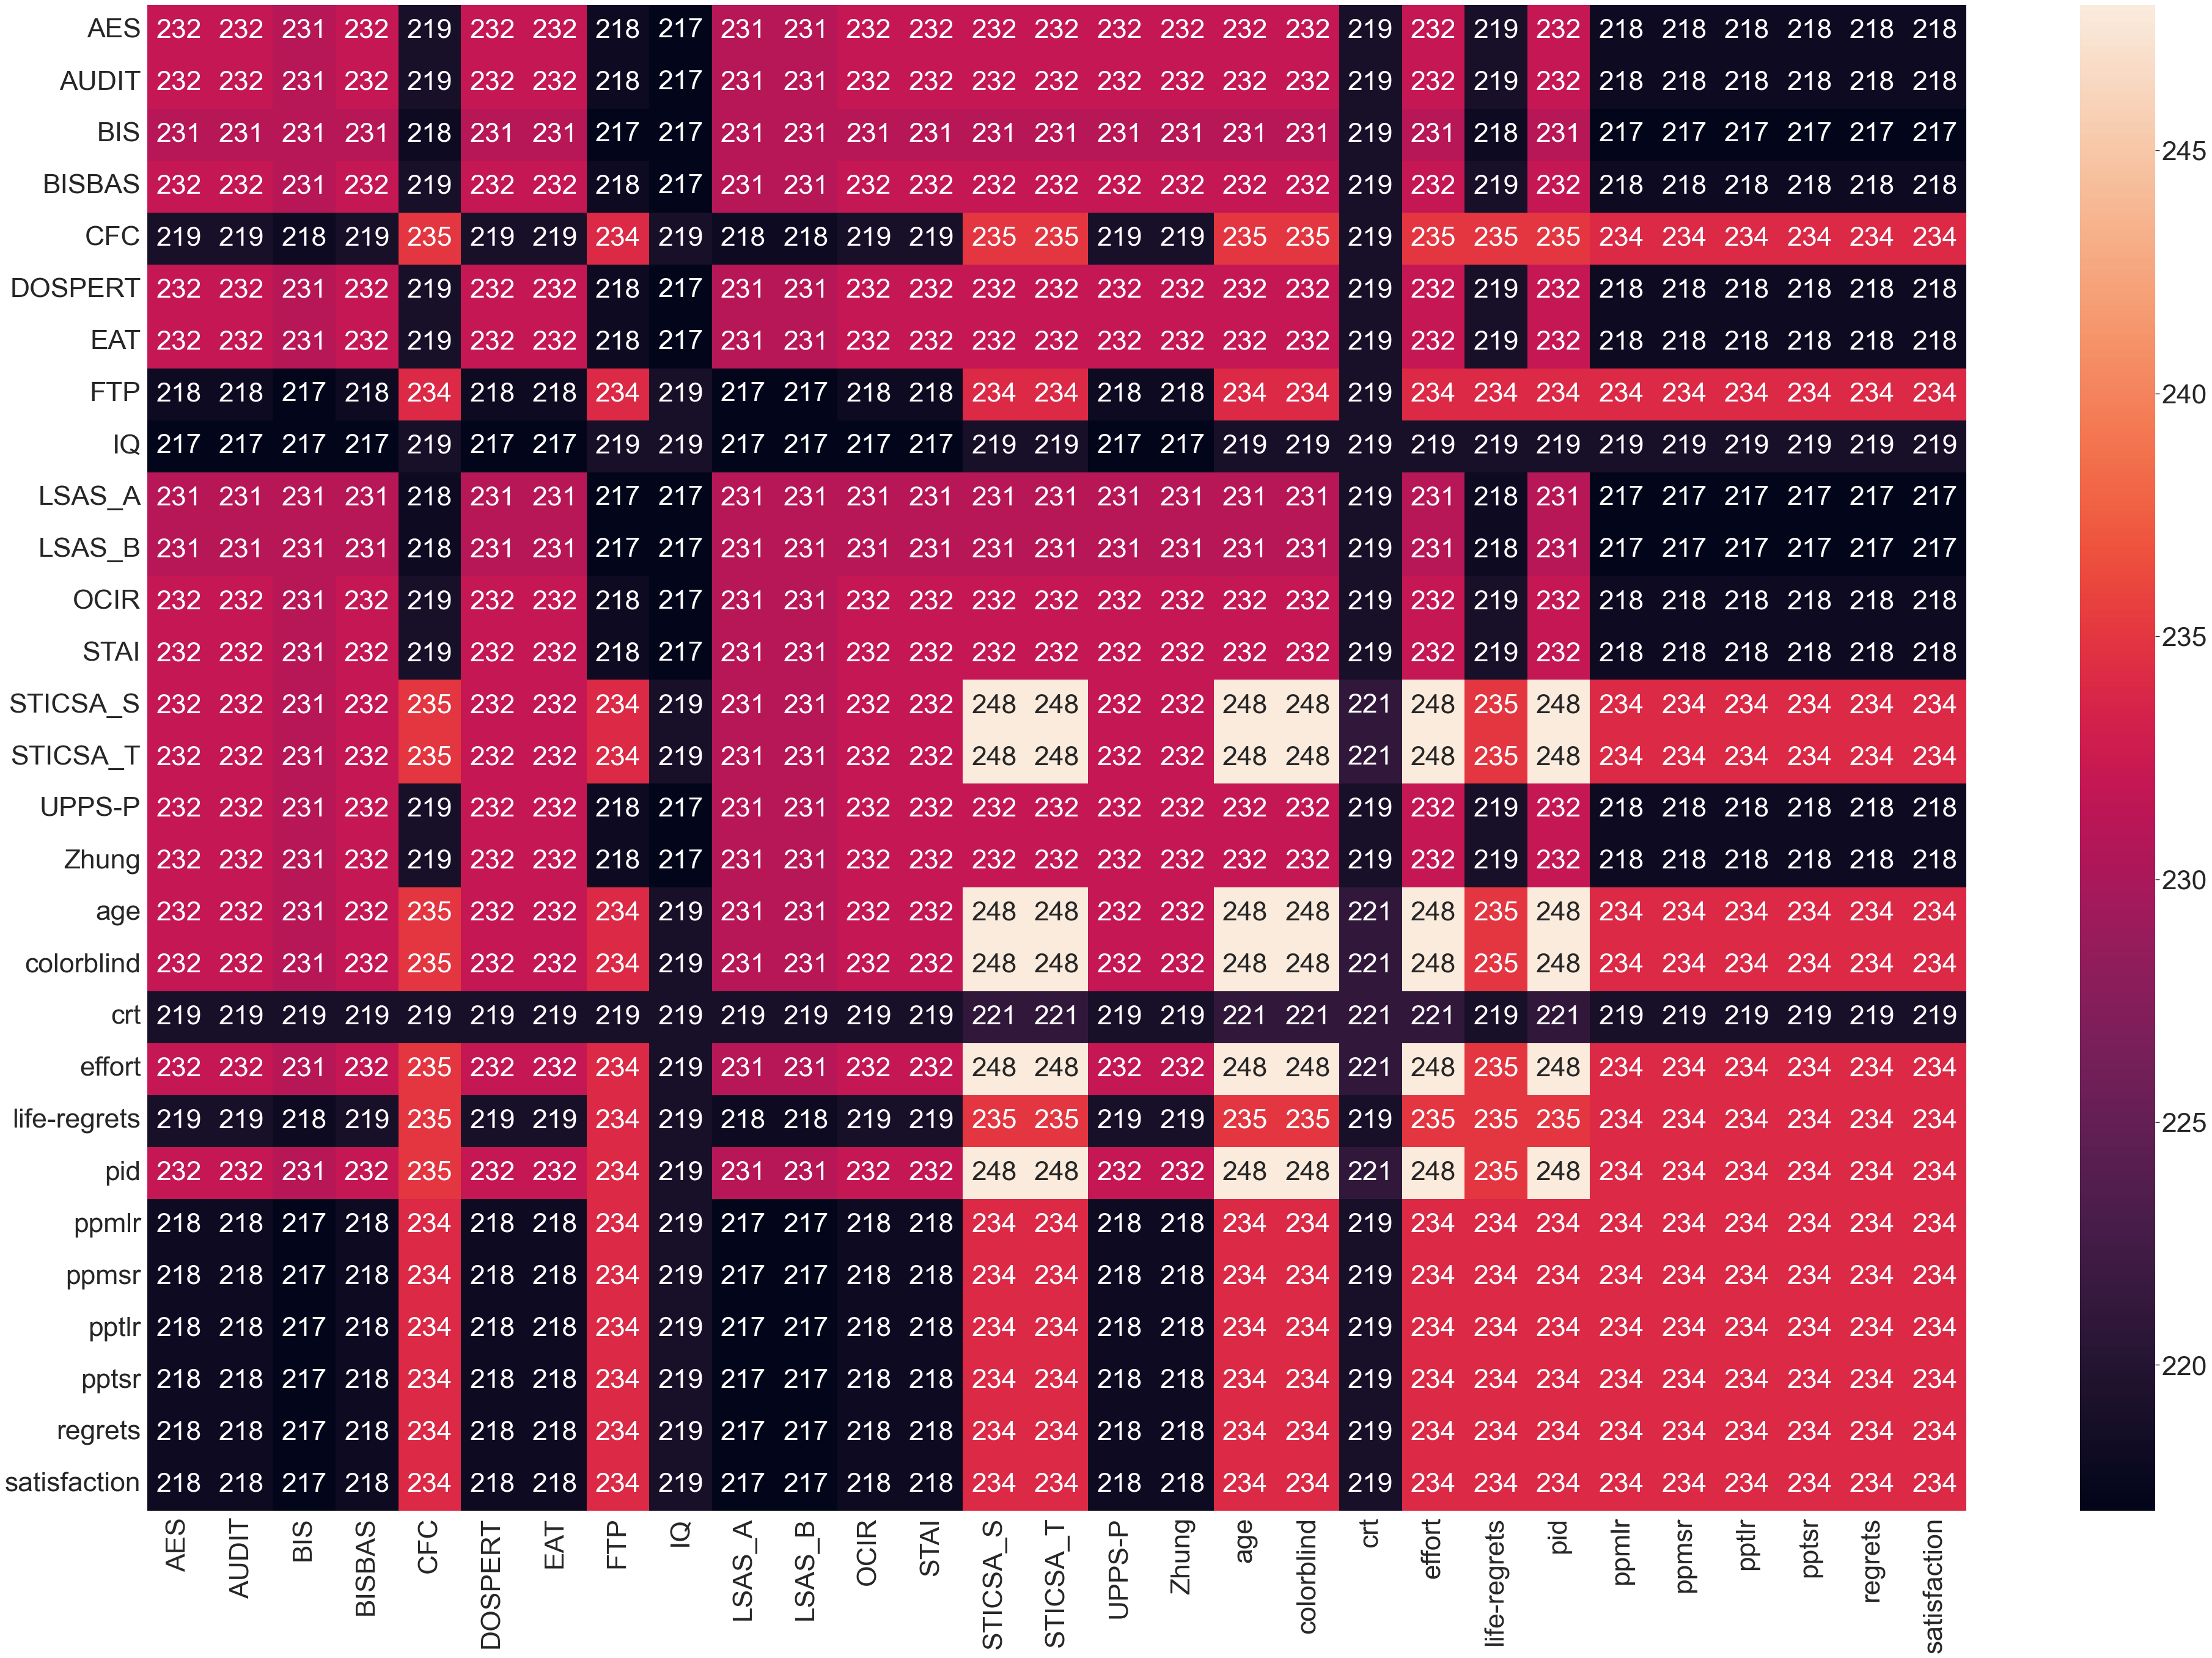 AES 232 232 231 232 219 232 232 218 217 231 231 232 232 232 232 232 232 232 232 219 232 219 232 218 218 218 218 218 218
AUDIT 232 232 231 232 219 232 232 218 217 231 231 232 232 232 232 232 232 232 232 219 232 219 232 218 218 218 218 218 218
BIS 231 231 231 231 218 231 231 217 217 231 231 231 231 231 231 231 231 231 231 219 231 218 231 217 217 217 217 217 217
245
BISBAS 232 232 231 232 219 232 232 218 217 231 231 232 232 232 232 232 232 232 232 219 232 219 232 218 218 218 218 218 218
CFC 219 219 218 219 235 219 219 234 219 218 218 219 219 235 235 219 219 235 235 219 235 235 235 234 234 234 234 234 234
DOSPERT 232 232 231 232 219 232 232 218 217 231 231 232 232 232 232 232 232 232 232 219 232 219 232 218 218 218 218 218 218
EAT 232 232 231 232 219 232 232 218 217 231 231 232 232 232 232 232 232 232 232 219 232 219 232 218 218 218 218 218 218
FTP 218 218 217 218 234 218 218 234 219 217 217 218 218 234 234 218 218 234 234 219 234 234 234 234 234 234 234 234 234
240
IQ 217 217 217 217 219 217 217 219 219 217 217 217 217 219 219 217 217 219 219 219 219 219 219 219 219 219 219 219 219
LSAS_A 231 231 231 231 218 231 231 217 217 231 231 231 231 231 231 231 231 231 231 219 231 218 231 217 217 217 217 217 217
LSAS_B 231 231 231 231 218 231 231 217 217 231 231 231 231 231 231 231 231 231 231 219 231 218 231 217 217 217 217 217 217
OCIR 232 232 231 232 219 232 232 218 217 231 231 232 232 232 232 232 232 232 232 219 232 219 232 218 218 218 218 218 218
235
STAI 232 232 231 232 219 232 232 218 217 231 231 232 232 232 232 232 232 232 232 219 232 219 232 218 218 218 218 218 218
STICSA_S 232 232 231 232 235 232 232 234 219 231 231 232 232 248 248 232 232 248 248 221 248 235 248 234 234 234 234 234 234
STICSA_T 232 232 231 232 235 232 232 234 219 231 231 232 232 248 248 232 232 248 248 221 248 235 248 234 234 234 234 234 234
UPPS-P 232 232 231 232 219 232 232 218 217 231 231 232 232 232 232 232 232 232 232 219 232 219 232 218 218 218 218 218 218
Zhung 232 232 231 232 219 232 232 218 217 231 231 232 232 232 232 232 232 232 232 219 232 219 232 218 218 218 218 218 218
230
age 232 232 231 232 235 232 232 234 219 231 231 232 232 248 248 232 232 248 248 221 248 235 248 234 234 234 234 234 234
colorblind 232 232 231 232 235 232 232 234 219 231 231 232 232 248 248 232 232 248 248 221 248 235 248 234 234 234 234 234 234
crt 219 219 219 219 219 219 219 219 219 219 219 219 219 221 221 219 219 221 221 221 221 219 221 219 219 219 219 219 219
effort 232 232 231 232 235 232 232 234 219 231 231 232 232 248 248 232 232 248 248 221 248 235 248 234 234 234 234 234 234
life-regrets 219 219 218 219 235 219 219 234 219 218 218 219 219 235 235 219 219 235 235 219 235 235 235 234 234 234 234 234 234
225
pid 232 232 231 232 235 232 232 234 219 231 231 232 232 248 248 232 232 248 248 221 248 235 248 234 234 234 234 234 234
ppmlr 218 218 217 218 234 218 218 234 219 217 217 218 218 234 234 218 218 234 234 219 234 234 234 234 234 234 234 234 234
ppmsr 218 218 217 218 234 218 218 234 219 217 217 218 218 234 234 218 218 234 234 219 234 234 234 234 234 234 234 234 234
pptlr 218 218 217 218 234 218 218 234 219 217 217 218 218 234 234 218 218 234 234 219 234 234 234 234 234 234 234 234 234
220
pptsr 218 218 217 218 234 218 218 234 219 217 217 218 218 234 234 218 218 234 234 219 234 234 234 234 234 234 234 234 234
regrets 218 218 217 218 234 218 218 234 219 217 217 218 218 234 234 218 218 234 234 219 234 234 234 234 234 234 234 234 234
satisfaction 218 218 217 218 234 218 218 234 219 217 217 218 218 234 234 218 218 234 234 219 234 234 234 234 234 234 234 234 234
AES AUDIT BIS BISBAS CFC DOSPERT EAT FTP IQ LSAS_A LSAS_B OCIR STAI STICSA_S STICSA_T UPPS-P Zhung age colorblind crt effort life-regrets pid ppmlr ppmsr pptlr pptsr regrets satisfaction